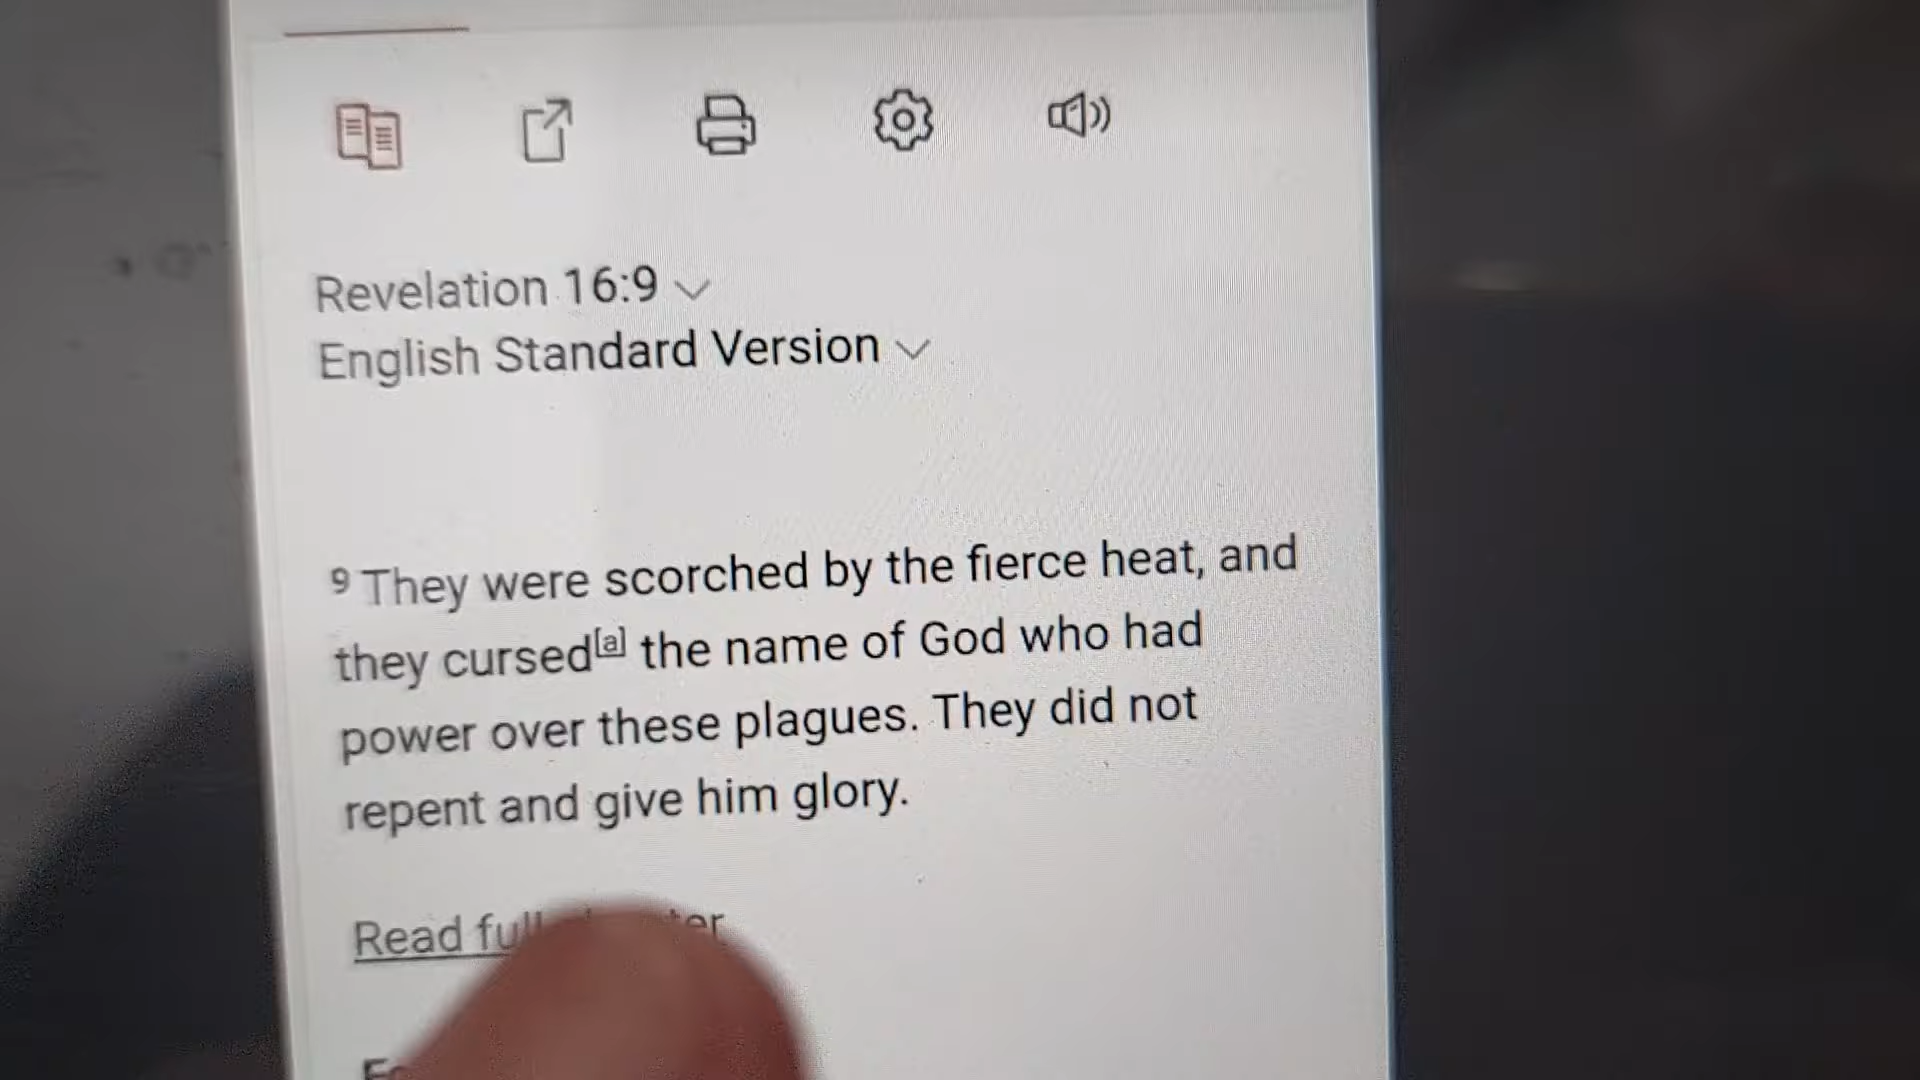 Revelation 16:9
English Standard Version
9 They were scorched by the fierce heat, and
they cursed[a] the name of God who had
power over these plagues. They did not
repent and give him glory.
Read full